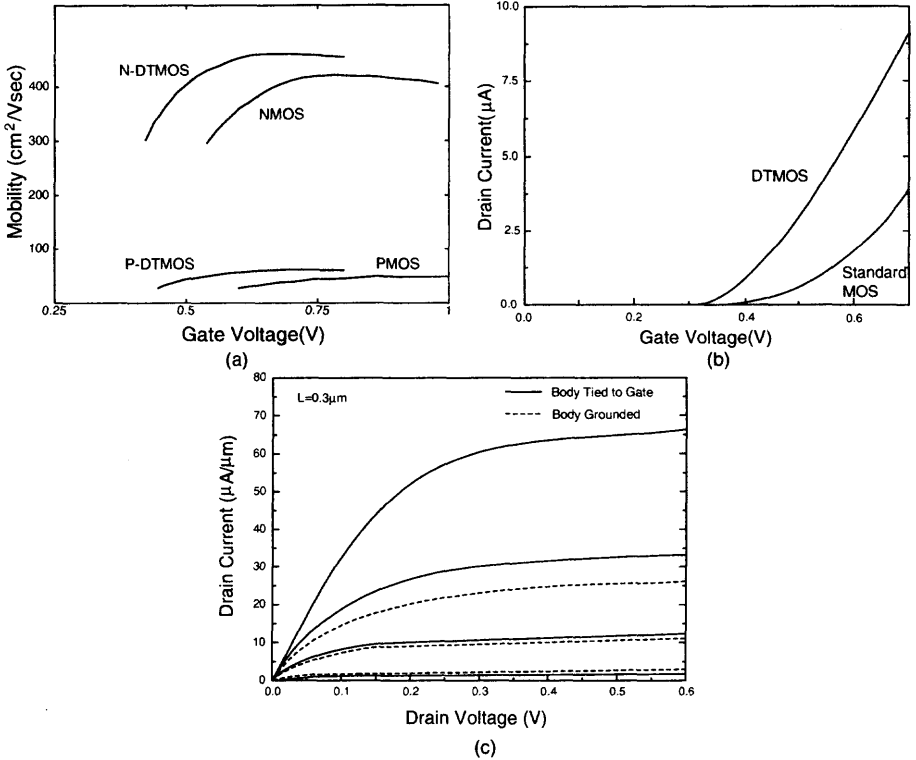 Mobility (cm²/Vsec)
400
300
200
100
N-DTMOS
NMOS
P-DTMOS
PMOS
0.25
0.5
0.75
1
Gate Voltage(V)
(a)
Drain Current(μA)
10.0
7.5
5.0
2.5
0.0
DTMOS
Standard
MOS
0.0
0.2
0.4
0.6
Gate Voltage(V)
(b)
Drain Current (μA/μm)
80
70
60
50
40
30
20
10
0
L=0.3μm
Body Tied to Gate
Body Grounded
0.0
0.1
0.2
0.3
0.4
0.5
0.6
Drain Voltage (V)
(c)